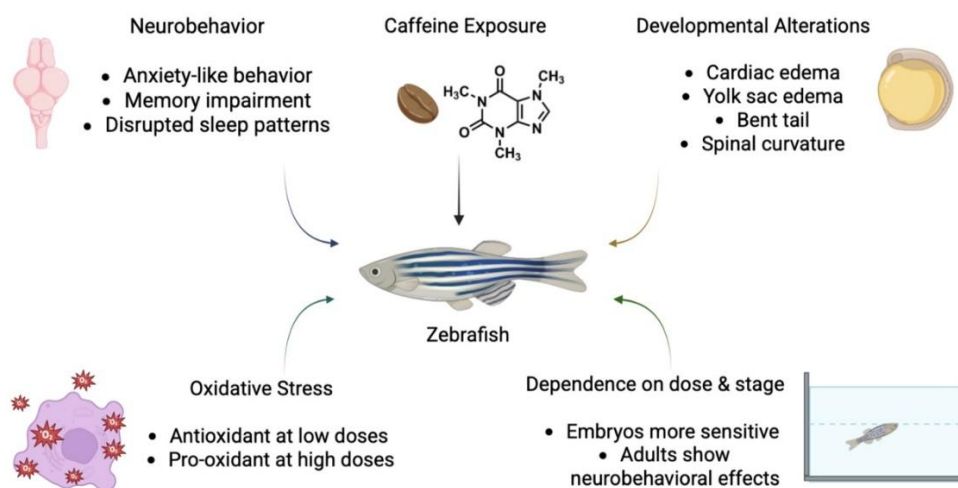 Neurobehavior
• Anxiety-like behavior
• Memory impairment
• Disrupted sleep patterns
Caffeine Exposure
O
CH₃
H₃C
N
N
O
N
N
CH₃
Developmental Alterations
• Cardiac edema
• Yolk sac edema
• Bent tail
• Spinal curvature
Zebrafish
Oxidative Stress
• Antioxidant at low doses
• Pro-oxidant at high doses
Dependence on dose & stage
• Embryos more sensitive
• Adults show
neurobehavioral effects